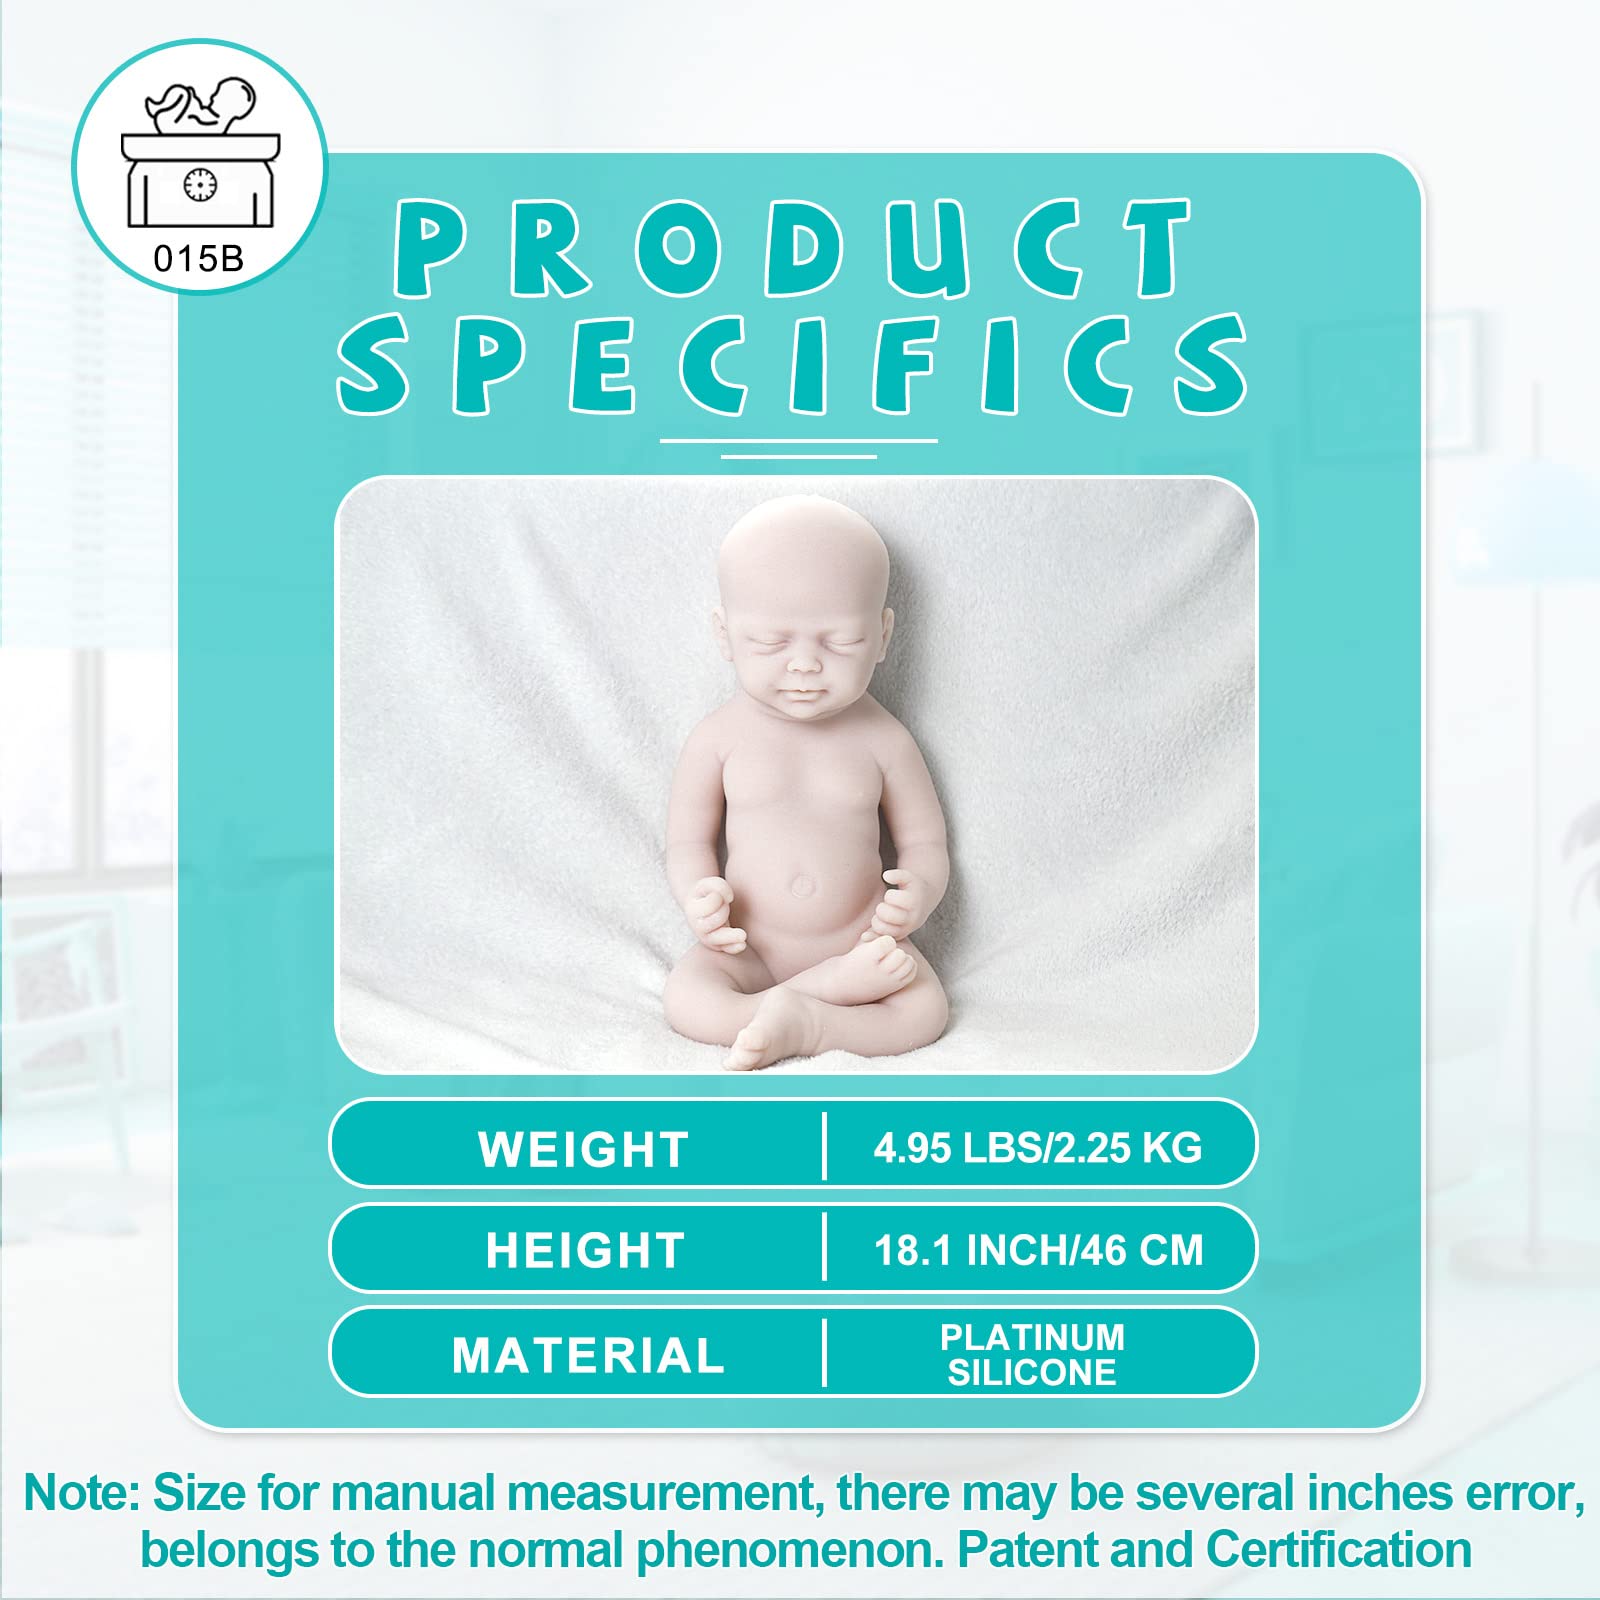 015B
PRODUCT
SPECIFICS
WEIGHT
4.95 LBS/2.25 KG
HEIGHT
18.1 INCH/46 CM
MATERIAL
PLATINUM
SILICONE
Note: Size for manual measurement, there may be several inches error,
belongs to the normal phenomenon. Patent and Certification